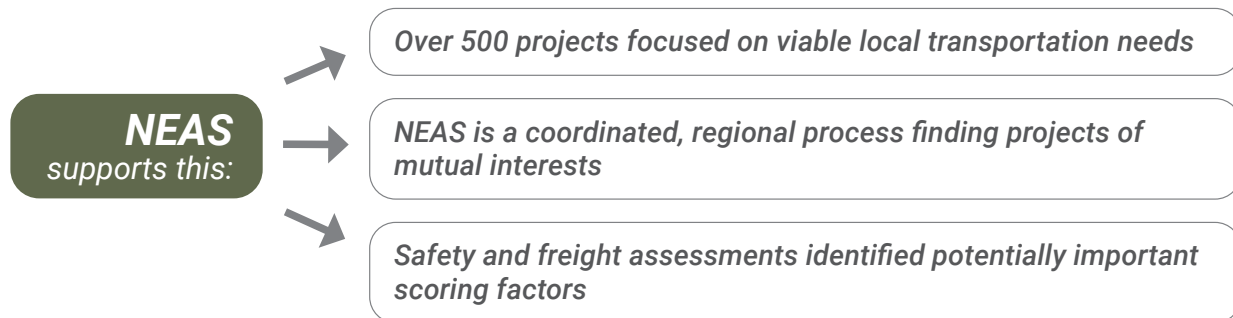 NEAS
supports this:
Over 500 projects focused on viable local transportation needs
NEAS is a coordinated, regional process finding projects of
mutual interests
Safety and freight assessments identified potentially important
scoring factors